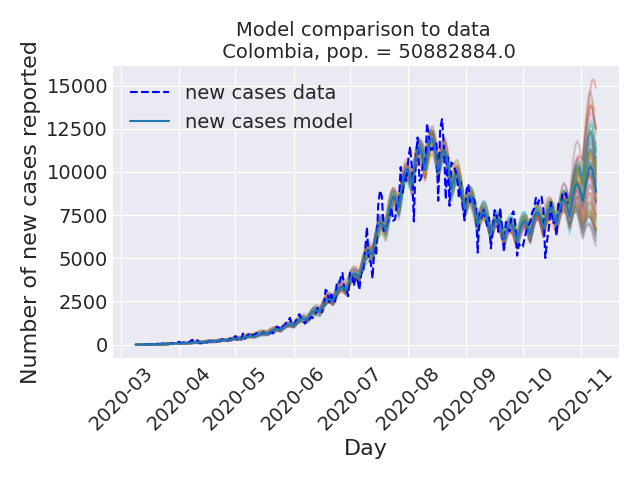 Model comparison to data
Colombia, pop. = 50882884.0
Number of new cases reported
15000
12500
10000
7500
5000
2500
0
new cases data
new cases model
2020-03
2020-04
2020-05
2020-06
2020-07
2020-08
2020-09
2020-10
2020-11
Day